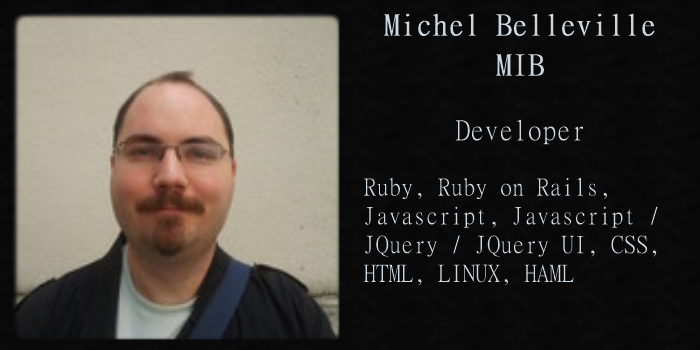 Michel Belleville
MIB
Developer
Ruby, Ruby on Rails,
Javascript, Javascript /
JQuery / JQuery UI, CSS,
HTML, LINUX, HAML